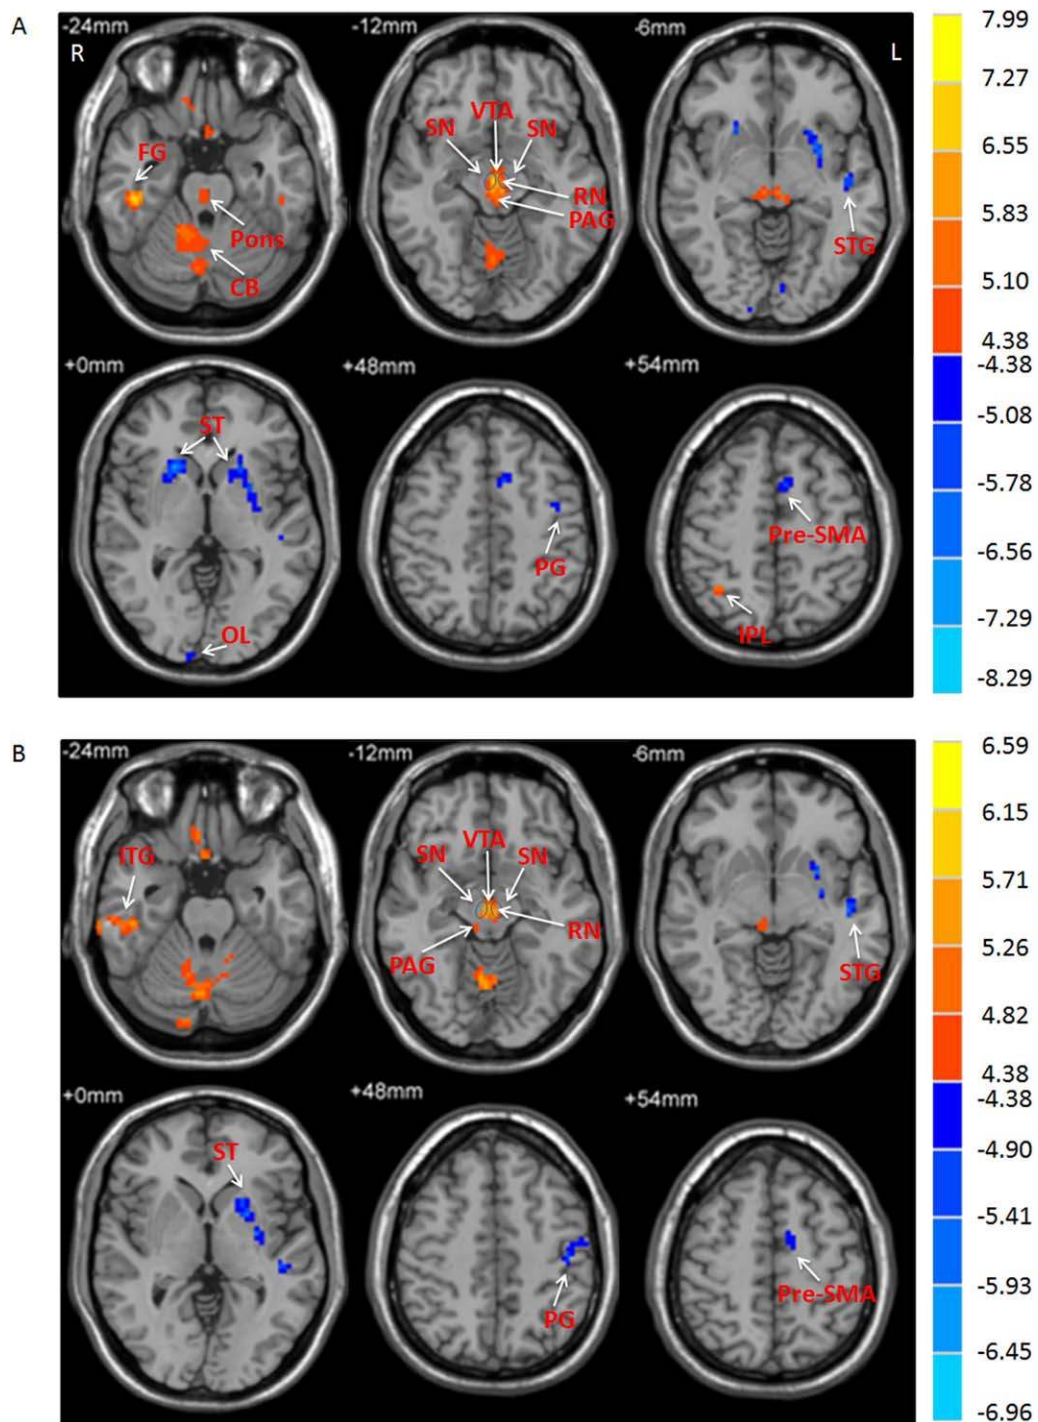 A
-24mm
-12mm
-6mm
R
L
FG
Pons
CB
SN
VTA
SN
RN
PAG
STG
+0mm
+48mm
+54mm
ST
OL
PG
Pre-SMA
IPL
7.99
7.27
6.55
5.83
5.10
4.38
-4.38
-5.08
-5.78
-6.56
-7.29
-8.29
B
-24mm
-12mm
-6mm
ITG
SN
VTA
SN
RN
PAG
STG
+0mm
+48mm
+54mm
ST
PG
Pre-SMA
6.59
6.15
5.71
5.26
4.82
4.38
-4.38
-4.90
-5.41
-5.93
-6.45
-6.96